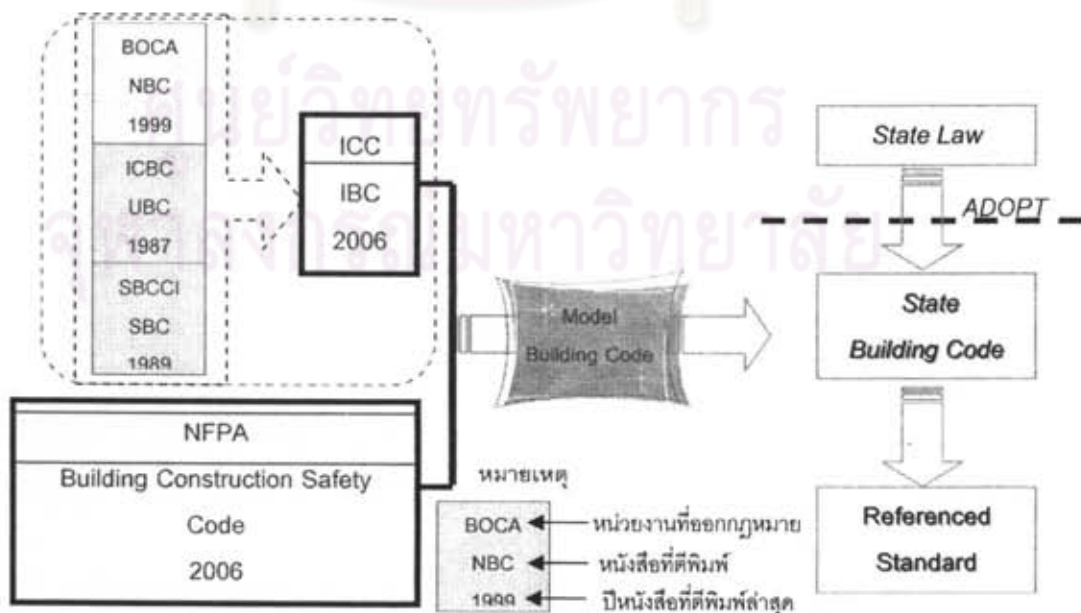 BOCA
NBC
1999
ICBC
UBC
1987
SBCCI
SBC
1989
ICC
IBC
2006
NFPA
Building Construction Safety
Code
2006
Model
Building Code
State Law
ADOPT
State
Building Code
Referenced
Standard
หมายเหตุ
BOCA
หน่วยงานที่ออกกฎหมาย
NBC
หนังสือที่ตีพิมพ์
1999
ปีหนังสือที่ตีพิมพ์ล่าสุด
ศูนย์วิทยทรัพยากร
จุฬาลงกรณ์มหาวิทยาลัย